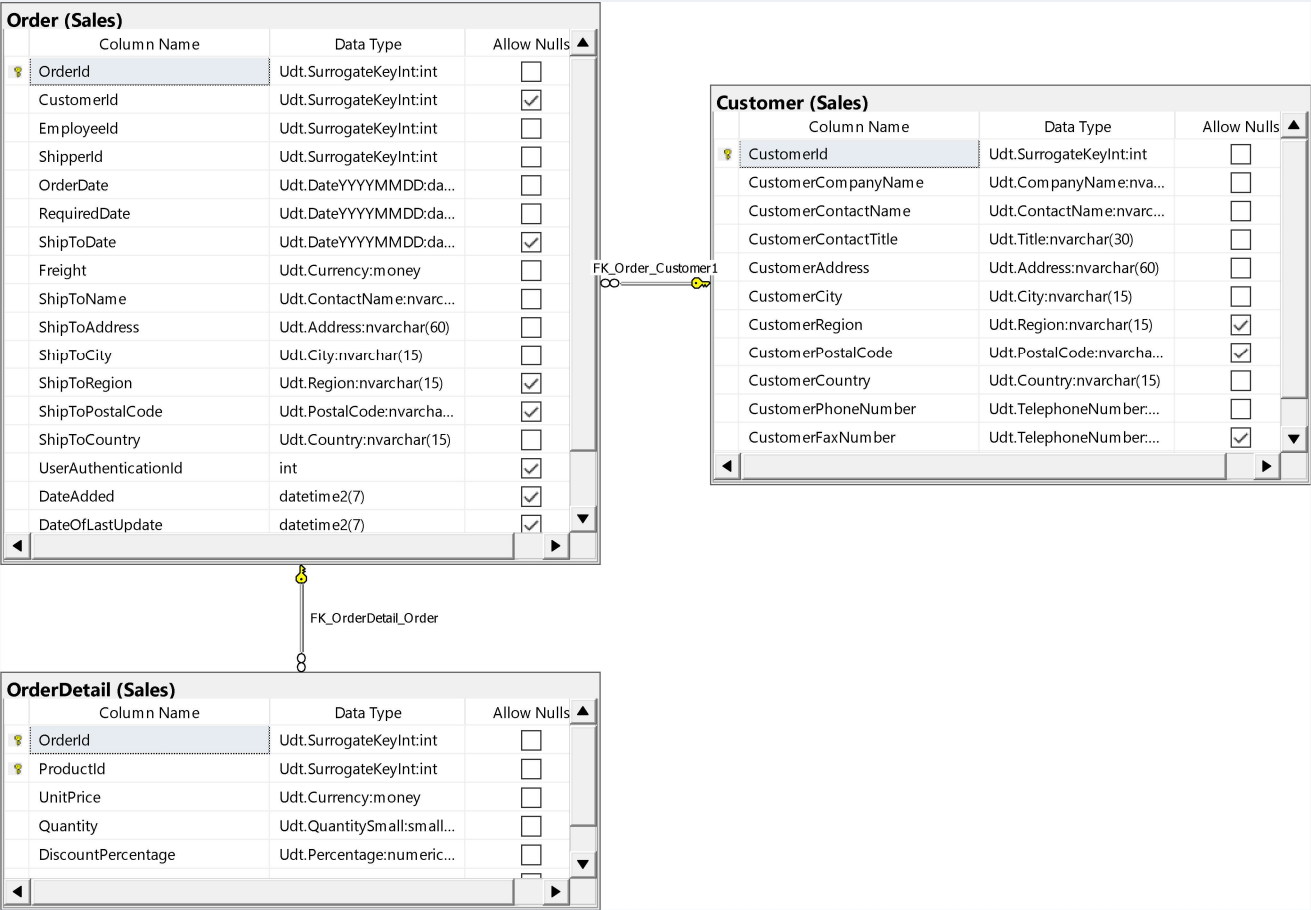 Order (Sales)
Column Name Data Type Allow Nulls
OrderId Udt.SurrogateKeyInt:int
CustomerId Udt.SurrogateKeyInt:int
EmployeeId Udt.SurrogateKeyInt:int
ShipperId Udt.SurrogateKeyInt:int
OrderDate Udt.DateYYYYMMDD:da...
RequiredDate Udt.DateYYYYMMDD:da...
ShipToDate Udt.DateYYYYMMDD:da...
Freight Udt.Currency:money
ShipToName Udt.ContactName:nvarc...
ShipToAddress Udt.Address:nvarchar(60)
ShipToCity Udt.City:nvarchar(15)
ShipToRegion Udt.Region:nvarchar(15)
ShipToPostalCode Udt.PostalCode:nvarcha...
ShipToCountry Udt.Country:nvarchar(15)
UserAuthenticationId int
DateAdded datetime2(7)
DateOfLastUpdate datetime2(7)
FK_Order_Customer1
Customer (Sales)
Column Name Data Type Allow Nulls
CustomerId Udt.SurrogateKeyInt:int
CustomerCompanyName Udt.CompanyName:nva...
CustomerContactName Udt.ContactName:nvarc...
CustomerContactTitle Udt.Title:nvarchar(30)
CustomerAddress Udt.Address:nvarchar(60)
CustomerCity Udt.City:nvarchar(15)
CustomerRegion Udt.Region:nvarchar(15)
CustomerPostalCode Udt.PostalCode:nvarcha...
CustomerCountry Udt.Country:nvarchar(15)
CustomerPhoneNumber Udt.TelephoneNumber:...
CustomerFaxNumber Udt.TelephoneNumber:...
FK_OrderDetail_Order
OrderDetail (Sales)
Column Name Data Type Allow Nulls
OrderId Udt.SurrogateKeyInt:int
ProductId Udt.SurrogateKeyInt:int
UnitPrice Udt.Currency:money
Quantity Udt.QuantitySmall:small...
DiscountPercentage Udt.Percentage:numeric...